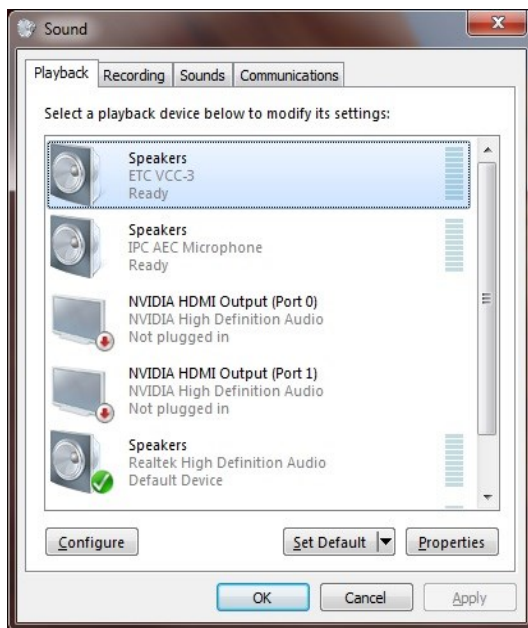 Sound
Playback Recording Sounds Communications
Select a playback device below to modify its settings:
Speakers
ETC VCC-3
Ready
Speakers
IPC AEC Microphone
Ready
NVIDIA HDMI Output (Port 0)
NVIDIA High Definition Audio
Not plugged in
NVIDIA HDMI Output (Port 1)
NVIDIA High Definition Audio
Not plugged in
Speakers
Realtek High Definition Audio
Default Device
Configure Set Default Properties
OK Cancel Apply